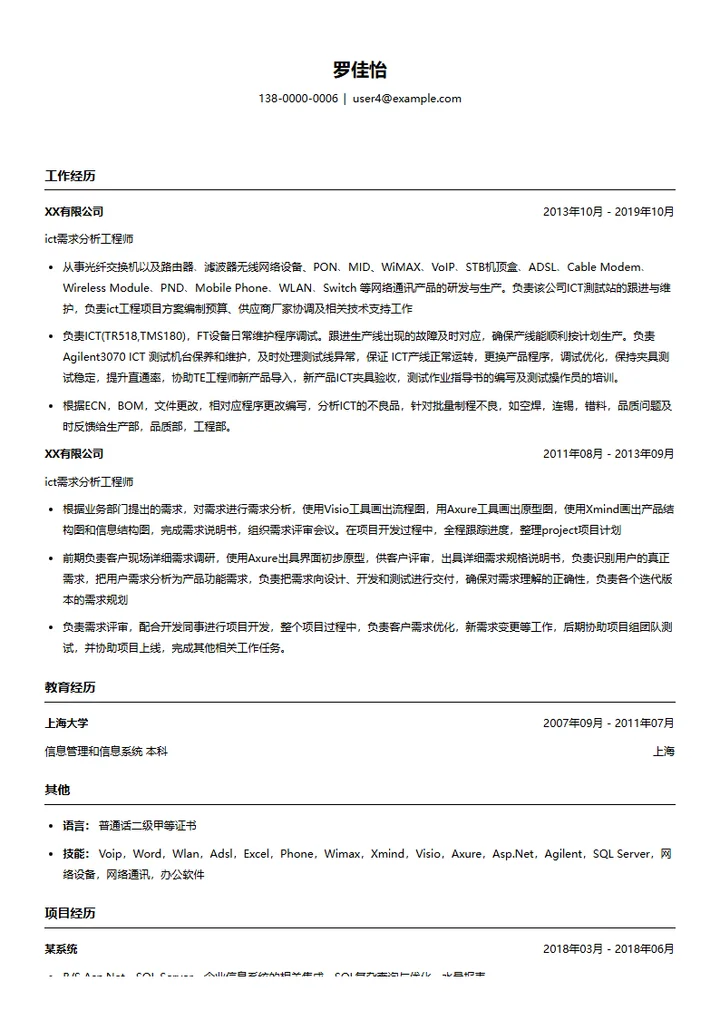 罗佳怡
138-0000-0006 | user4@example.com
工作经历
XX有限公司 2013年10月 - 2019年10月
ict需求分析工程师
• 从事光纤交换机以及路由器、滤波器无线网络设备、PON、MID、WiMAX、VoIP、STB机顶盒、ADSL、Cable Modem、
Wireless Module、PND、Mobile Phone、WLAN、Switch 等网络通讯产品的研发与生产。负责该公司ICT测试站的跟进与维
护，负责ict工程项目方案编制预算、供应商厂家协调及相关技术支持工作
• 负责ICT(TR518,TMS180)，FT设备日常维护程序调试。跟进生产线出现的故障及时对应，确保产线能顺利按计划生产。负责
Agilent3070 ICT 测试机台保养和维护，及时处理测试线异常，保证 ICT产线正常运转，更换产品程序，调试优化，保持夹具测
试稳定，提升直通率，协助TE工程师新产品导入，新产品ICT夹具验收，测试作业指导书的编写及测试操作员的培训。
• 根据ECN，BOM，文件更改，相对应程序更改编写，分析ICT的不良品，针对批量制程不良，如空焊，连锡，错料，品质问题及
时反馈给生产部，品质部，工程部。
XX有限公司 2011年08月 - 2013年09月
ict需求分析工程师
• 根据业务部门提出的需求，对需求进行需求分析，使用Visio工具画出流程图，用Axure工具画出原型图，使用Xmind画出产品结
构图和信息结构图，完成需求说明书，组织需求评审会议。在项目开发过程中，全程跟踪进度，整理project项目计划
• 前期负责客户现场详细需求调研，使用Axure出具界面初步原型，供客户评审，出具详细需求规格说明书，负责识别用户的真正
需求，把用户需求分析为产品功能需求，负责把需求向设计、开发和测试进行交付，确保对需求理解的正确性，负责各个迭代版
本的需求规划
• 负责需求评审，配合开发同事进行项目开发，整个项目过程中，负责客户需求优化，新需求变更等工作，后期协助项目组团队测
试，并协助项目上线，完成其他相关工作任务。
教育经历
上海大学 2007年09月 - 2011年07月
信息管理和信息系统 本科 上海
其他
• 语言： 普通话二级甲等证书
• 技能： Voip，Word，Wlan，Adsl，Excel，Phone，Wimax，Xmind，Visio，Axure，Asp.Net，Agilent，SQL Server，网
络设备，网络通讯，办公软件
项目经历
某系统 2018年03月 - 2018年06月